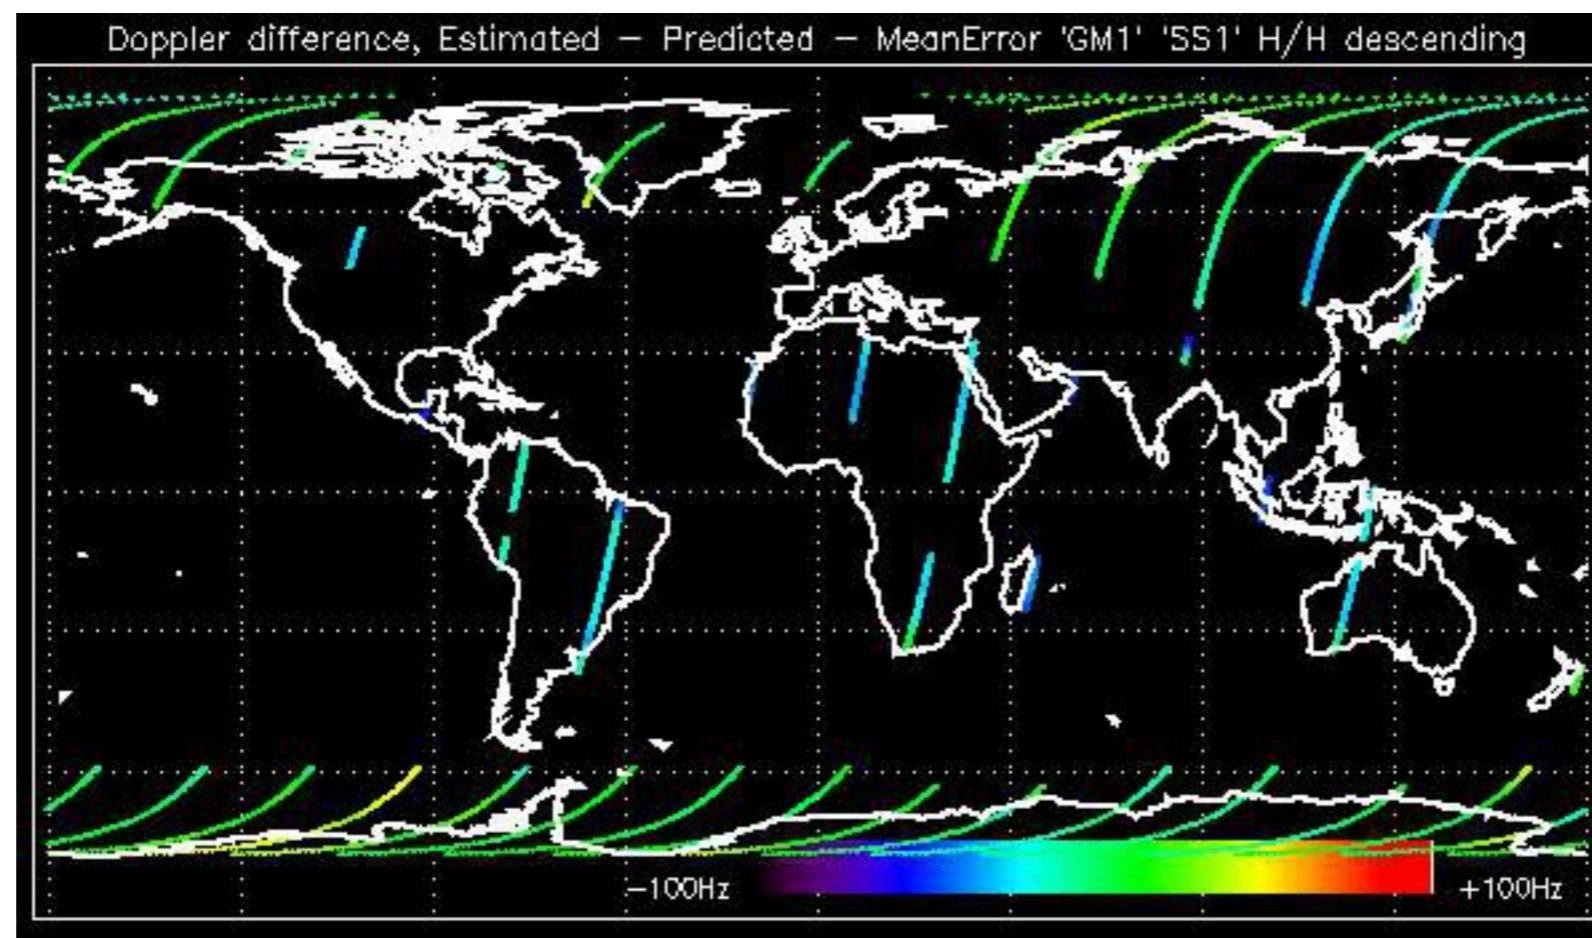 Doppler difference, Estimated – Predicted – MeanError 'GM1' 'SS1' H/H descending
–100Hz
+100Hz